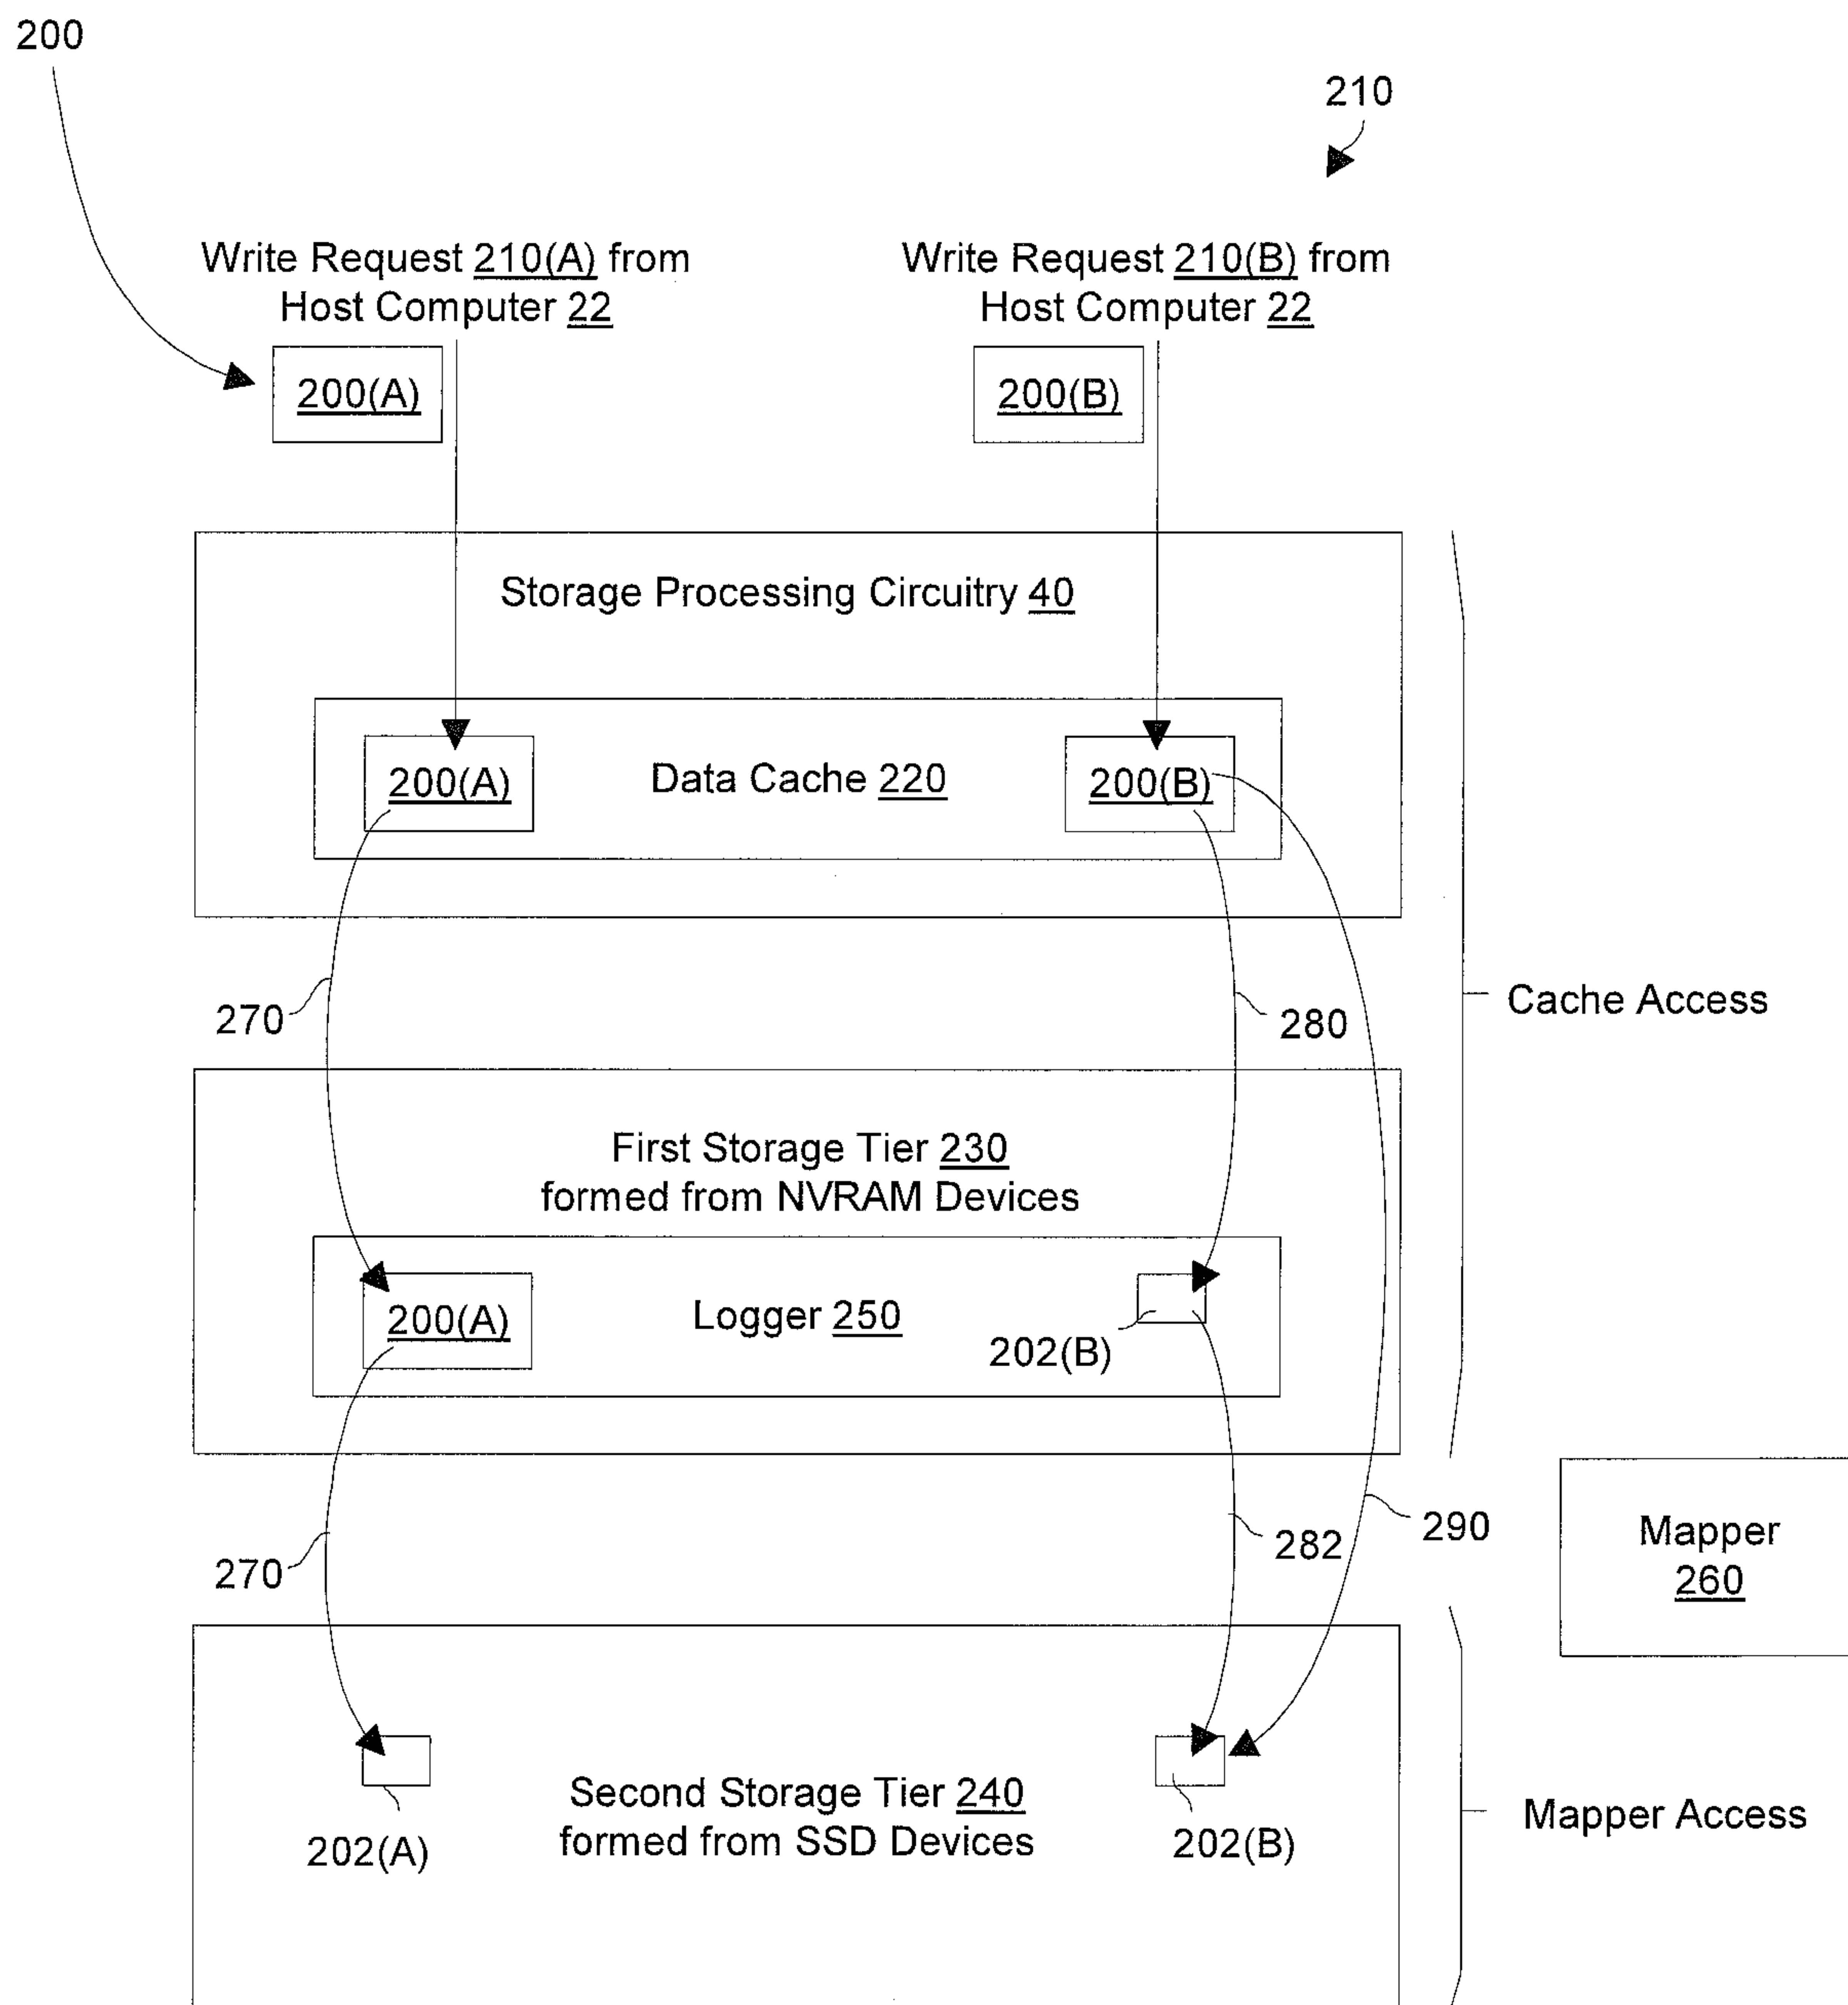 200
210
Write Request 210(A) from
Host Computer 22
Write Request 210(B) from
Host Computer 22
200(A)
200(B)
Storage Processing Circuitry 40
200(A)
Data Cache 220
200(B)
270
280
Cache Access
First Storage Tier 230
formed from NVRAM Devices
200(A)
Logger 250
202(B)
270
282
290
Mapper
260
Second Storage Tier 240
formed from SSD Devices
202(A)
202(B)
Mapper Access